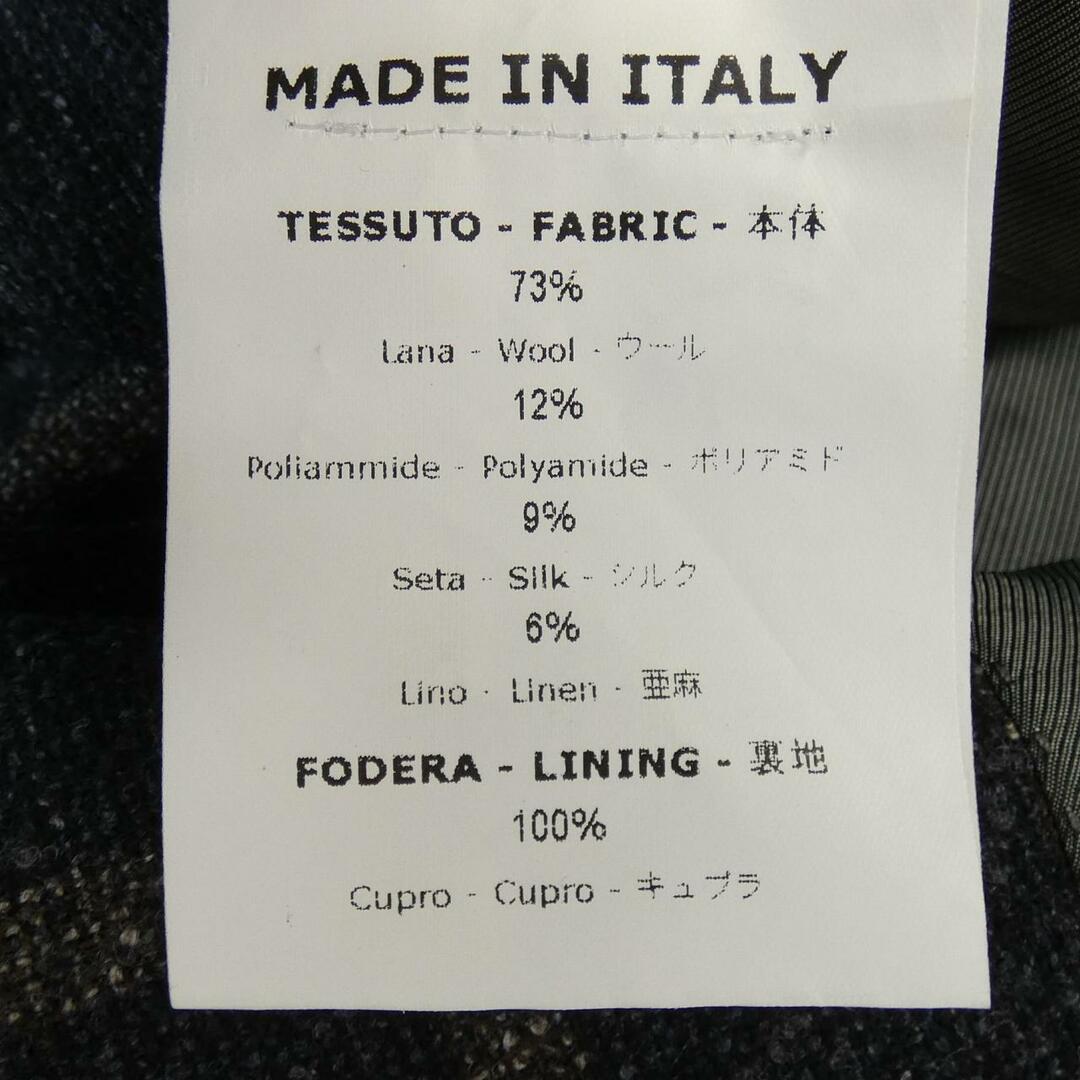 MADE IN ITALY
TESSUTO - FABRIC - 本体
73%
Lana - Wool - ウール
12%
Poliammide - Polyamide - ポリアミド
9%
Seta - Silk - シルク
6%
Lino - Linen - 亜麻
FODERA - LINING - 裏地
100%
Cupro - Cupro - キュプラ